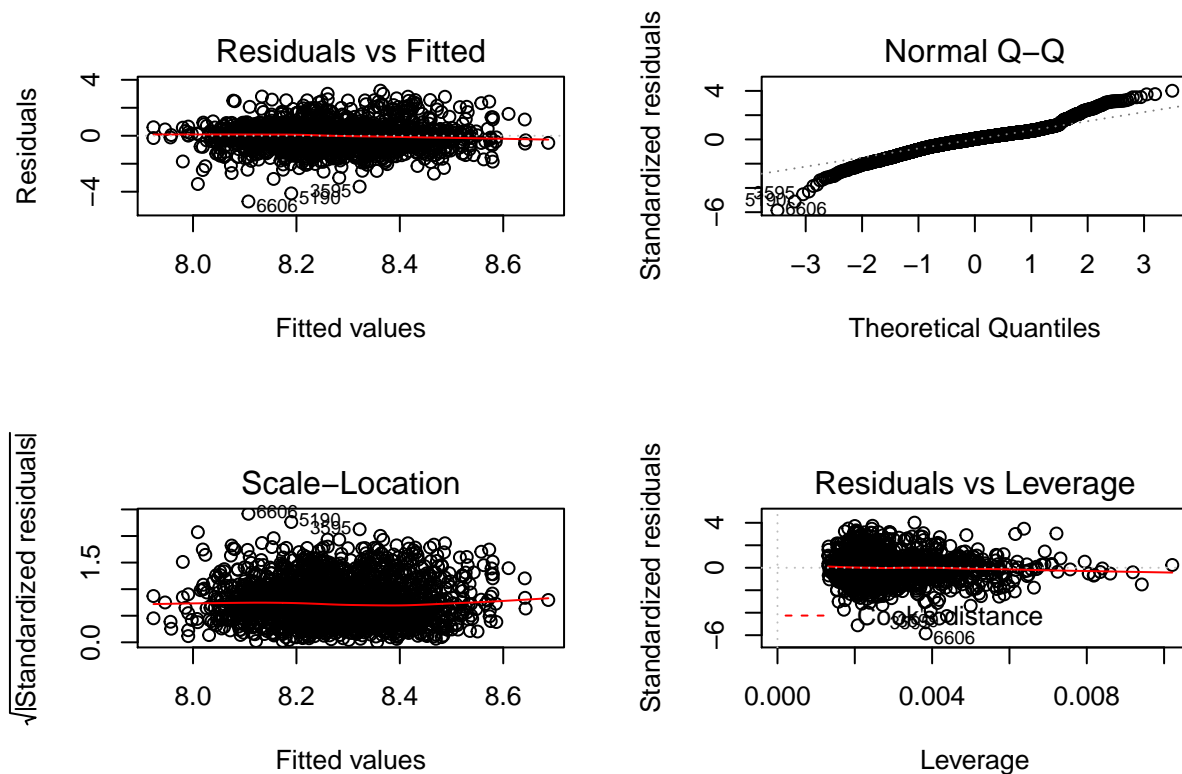 Residuals vs Fitted
Residuals
4
0
−4
3595
5190
6606
8.0 8.2 8.4 8.6
Fitted values
Normal Q−Q
Standardized residuals
4
0
−6
3595
5190
6606
−3 −2 −1 0 1 2 3
Theoretical Quantiles
Scale−Location
√|Standardized residuals|
1.5
0.0
6606
5190
3595
8.0 8.2 8.4 8.6
Fitted values
Residuals vs Leverage
Standardized residuals
4
0
−6
Cook's distance
6606
0.000 0.004 0.008
Leverage